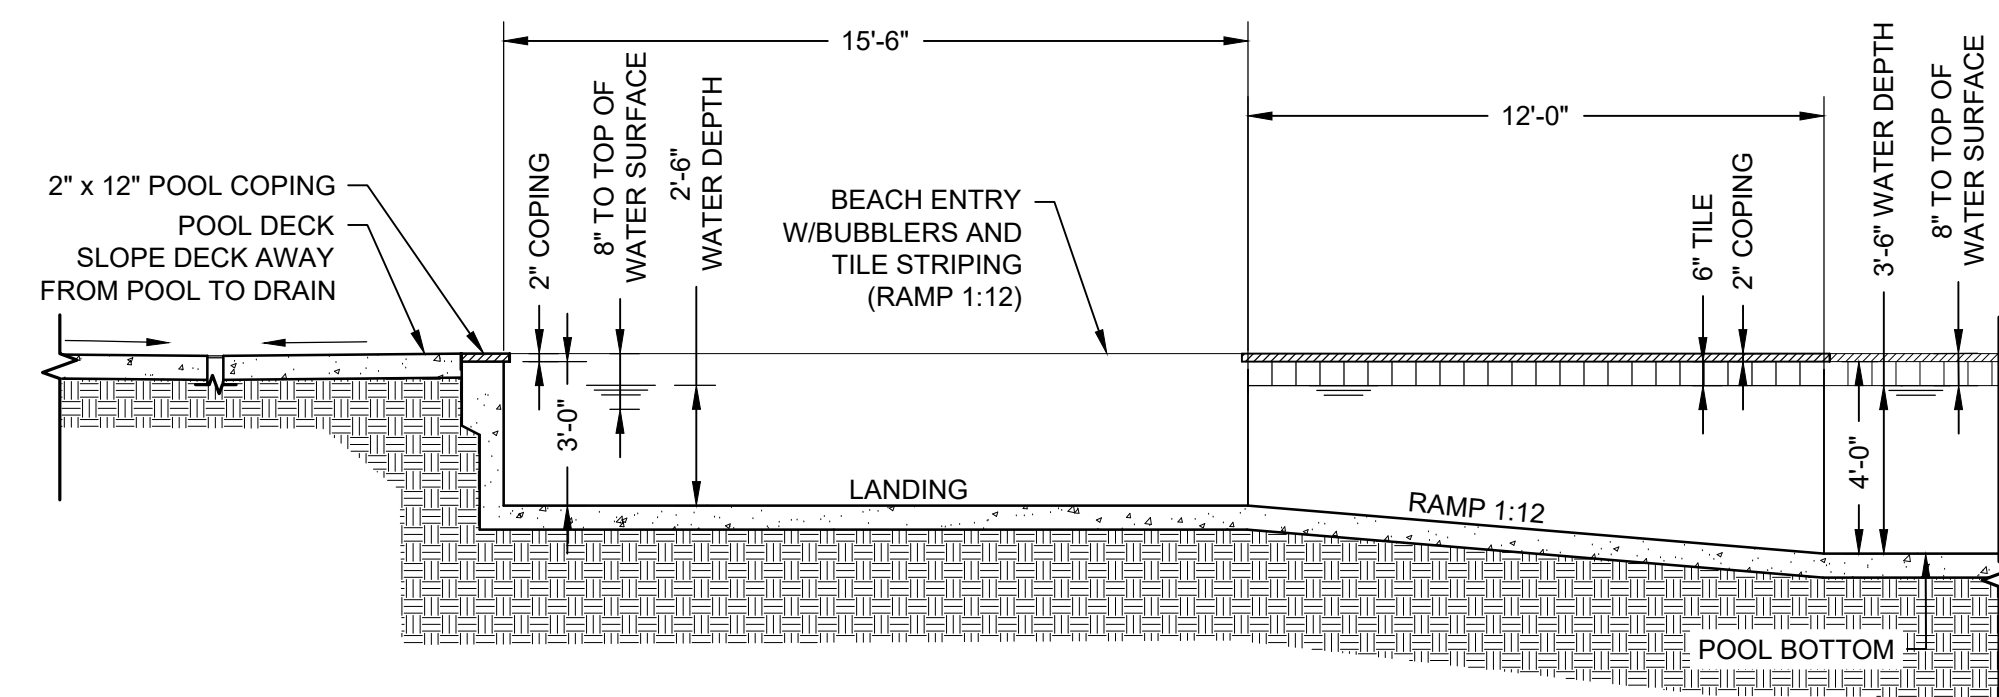 15'-6"
12'-0"
2" x 12" POOL COPING
POOL DECK
SLOPE DECK AWAY
FROM POOL TO DRAIN
2" COPING
8" TO TOP OF
WATER SURFACE
2'-6"
WATER DEPTH
BEACH ENTRY
W/BUBBLERS AND
TILE STRIPING
(RAMP 1:12)
6" TILE
2" COPING
3'-6" WATER DEPTH
8" TO TOP OF
WATER SURFACE
3'-0"
LANDING
RAMP 1:12
4'-0"
POOL BOTTOM